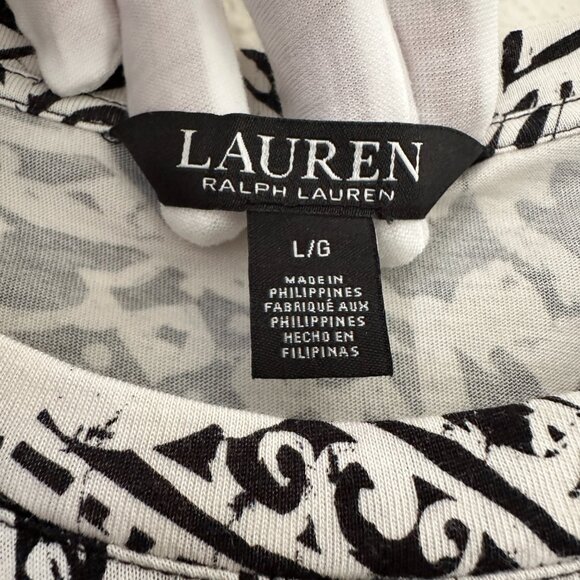 LAUREN
RALPH LAUREN
L/G
MADE IN
PHILIPPINES
FABRIQUÉ AUX
PHILIPPINES
HECHO EN
FILIPINAS